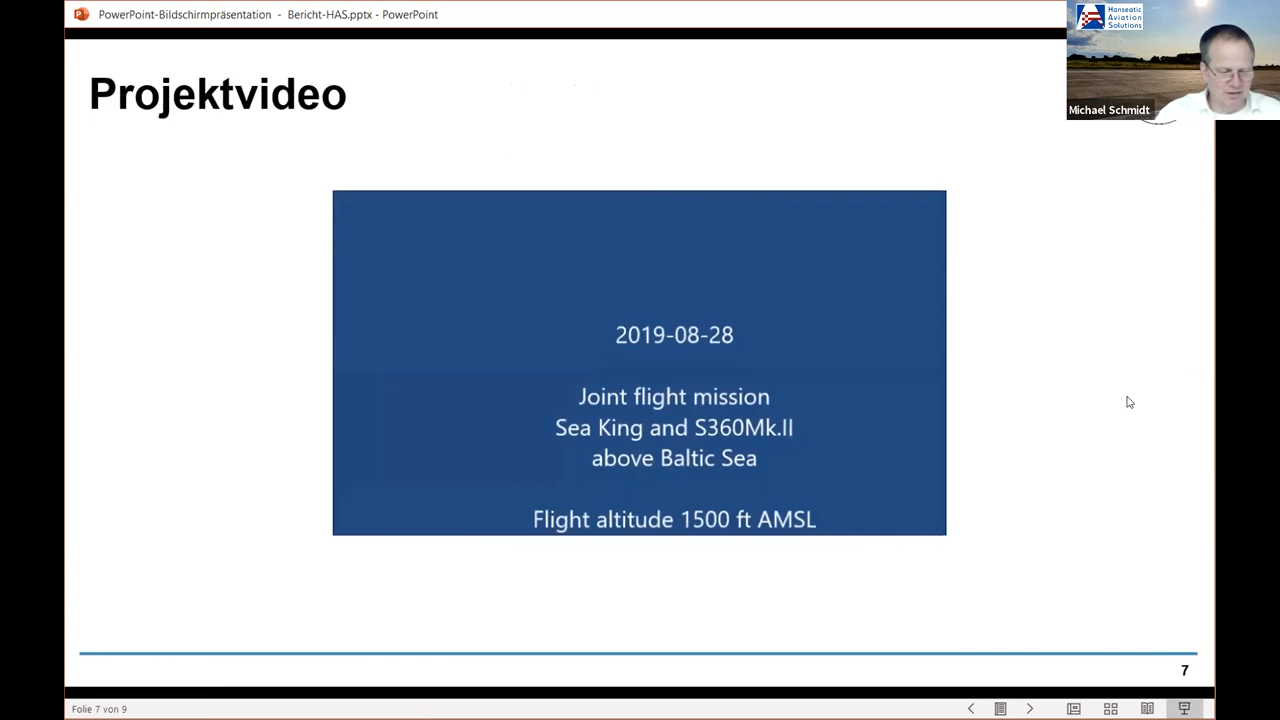 PowerPoint-Bildschirmpräsentation - Bericht-HAS.pptx - PowerPoint
Hanseatic
Aviation
Solutions
Michael Schmidt
Projektvideo
2019-08-28
Joint flight mission
Sea King and S360Mk.II
above Baltic Sea
Flight altitude 1500 ft AMSL
7
Folie 7 von 9